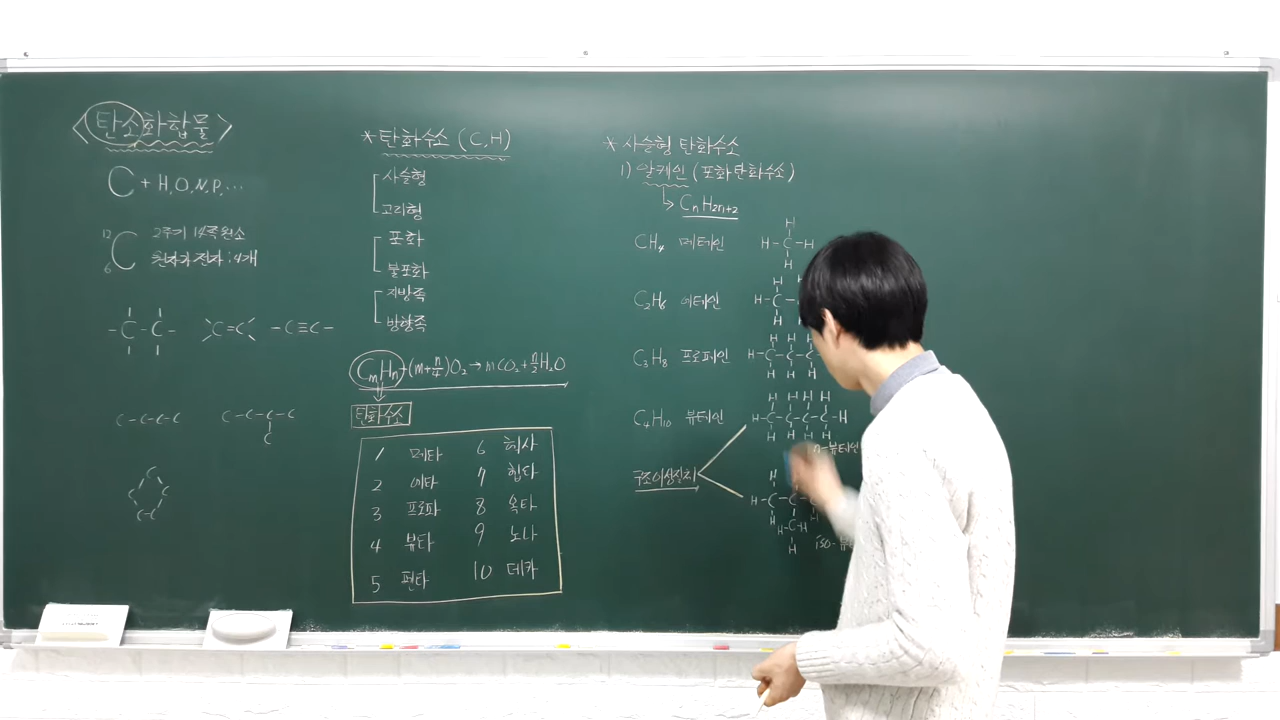 <탄소화합물>
C + H, O, N, P, ...
12
6 C 2주기 14족 원소
원자가 전자 : 4개
-C-C- >C=C< -C≡C-
C-C-C-C C-C-C-C
C
C
C C
C-C
*탄화수소 (C, H)
사슬형
고리형
포화
불포화
지방족
방향족
CmHn+(m+n/4)O2→mCO2+n/2H2O
탄화수소
1 메타 6 헥사
2 에타 7 헵타
3 프로파 8 옥타
4 뷰타 9 노나
5 펜타 10 데카
*사슬형 탄화수소
1) 알케인 (포화탄화수소)
→ CnH2n+2
H
CH4 메테인 H-C-H
H
H H
C2H6 에테인 H-C-
H H
H H H
C3H8 프로페인 H-C-C-C
H H H
H H H H
C4H10 뷰테인 H-C-C-C-C-H
H H H H
n-뷰테인
구조이성질체
H
H-C-C-C
H H
H-C-H
H
iso-뷰